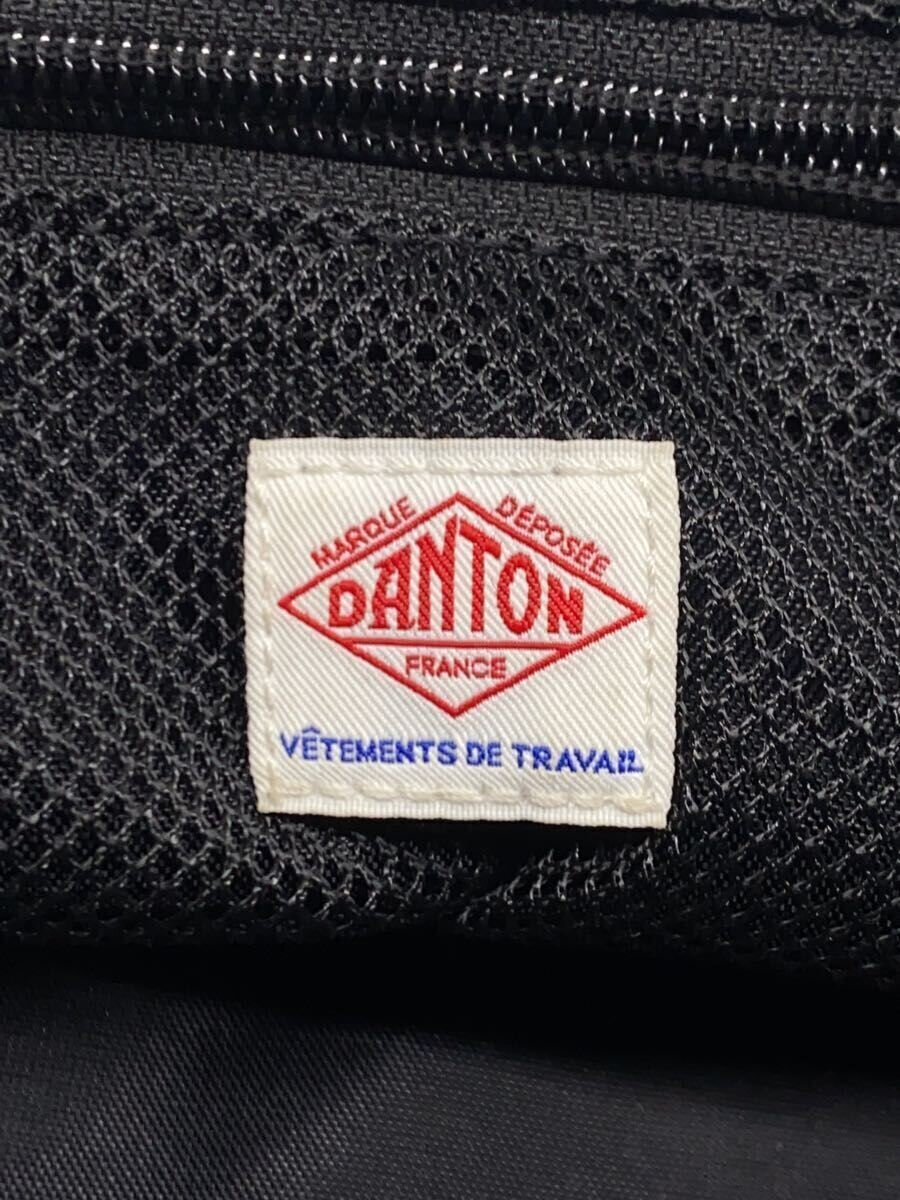 MARQUE DÉPOSÉE
DANTON
FRANCE
VÊTEMENTS DE TRAVAIL